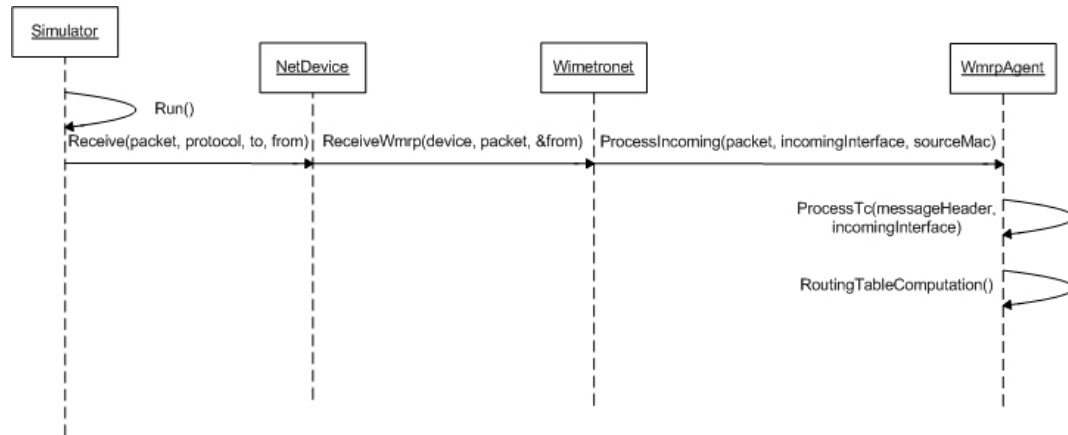 Simulator
NetDevice
Wimetronet
WmrpAgent
Run()
Receive(packet, protocol, to, from)
ReceiveWmrp(device, packet, &from)
ProcessIncoming(packet, incomingInterface, sourceMac)
ProcessTc(messageHeader,
incomingInterface)
RoutingTableComputation()